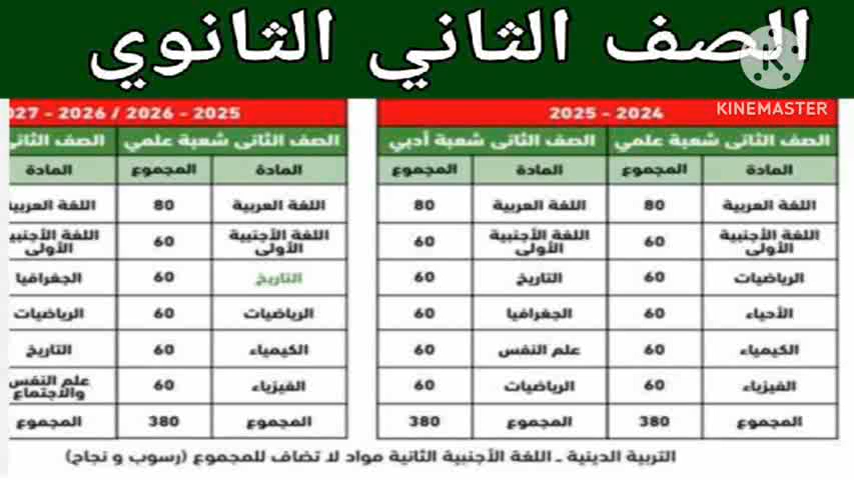 الصف الثاني الثانوي
KINEMASTER
2024 - 2025
2025 - 2026 / 2026 - 027
الصف الثانى شعبة علمي الصف الثانى شعبة أدبي الصف الثانى شعبة علمي
المادة المجموع المادة المجموع المادة المجموع المادة
اللغة العربية 80 اللغة العربية 80 اللغة العربية 80 اللغة العربية
اللغة الأجنبية الأولى 60 اللغة الأجنبية الأولى 60 اللغة الأجنبية الأولى 60 اللغة الأجنبية الأولى
الرياضيات 60 التاريخ 60 التاريخ 60 الجغرافيا
الأحياء 60 الجغرافيا 60 الرياضيات 60 الرياضيات
الكيمياء 60 علم النفس 60 الكيمياء 60 التاريخ
الفيزياء 60 الرياضيات 60 الفيزياء 60 علم النفس والاجتماع
المجموع 380 المجموع 380 المجموع 380 المجموع
التربية الدينية - اللغة الأجنبية الثانية مواد لا تضاف للمجموع (رسوب و نجاح)